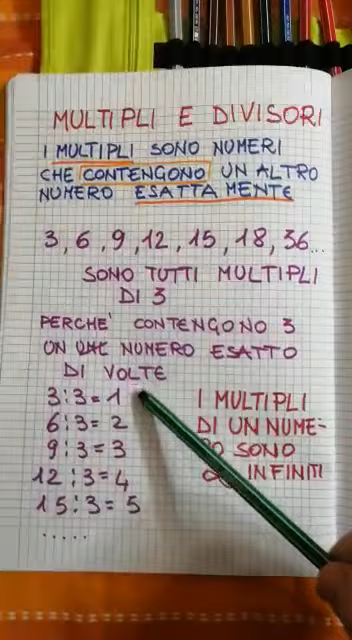 MULTIPLI E DIVISORI
I MULTIPLI SONO NUMERI
CHE CONTENGONO UN ALTRO
NUMERO ESATTAMENTE
3, 6, 9, 12, 15, 18, 36...
SONO TUTTI MULTIPLI
DI 3
PERCHE' CONTENGONO 3
UN NUMERO ESATTO
DI VOLTE
3:3=1
6:3=2
9:3=3
12:3=4
15:3=5
.....
I MULTIPLI
DI UN NUME=
RO SONO
∞ INFINITI